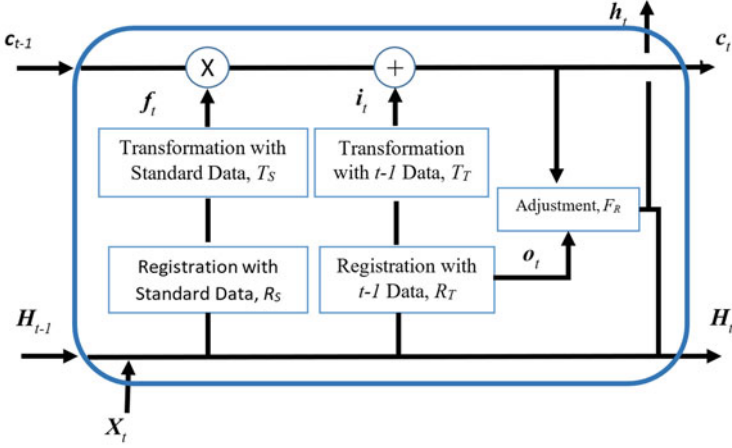 h_t
c_{t-1}
c_t
X
+
f_t
i_t
Transformation with
Standard Data, T_S
Transformation
with t-1 Data, T_T
Adjustment, F_R
Registration with
Standard Data, R_S
Registration with
t-1 Data, R_T
o_t
H_{t-1}
H_t
X_t